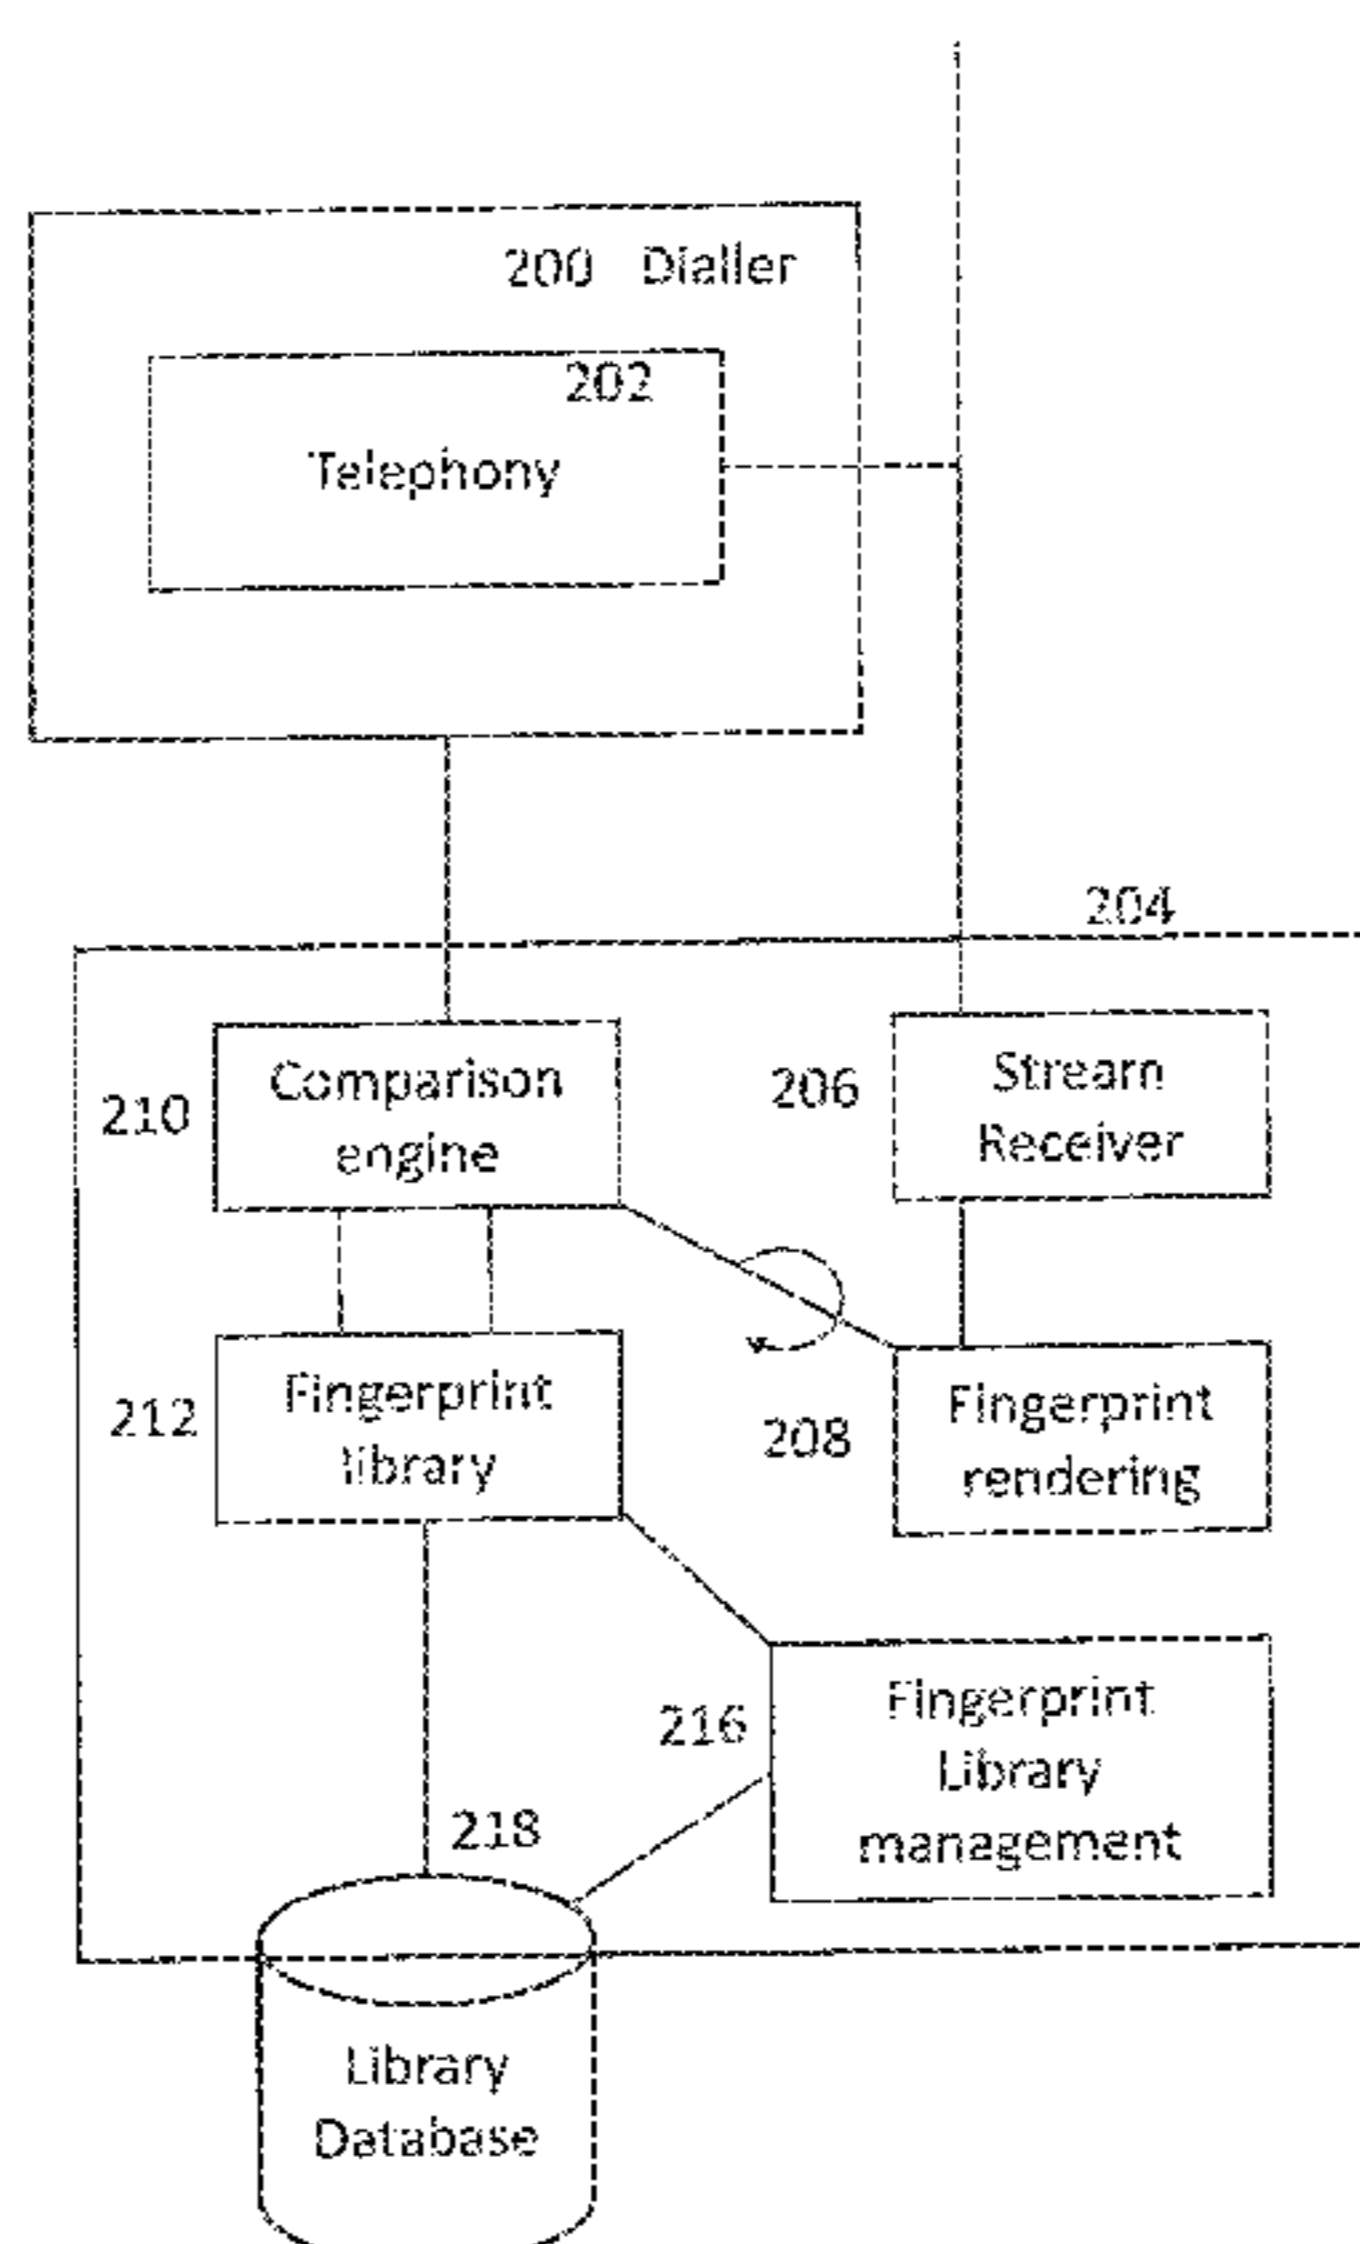 200 Dialler
202
Telephony
204
210
Comparison
engine
206
Stream
Receiver
212
Fingerprint
library
208
Fingerprint
rendering
216
Fingerprint
Library
management
218
Library
Database